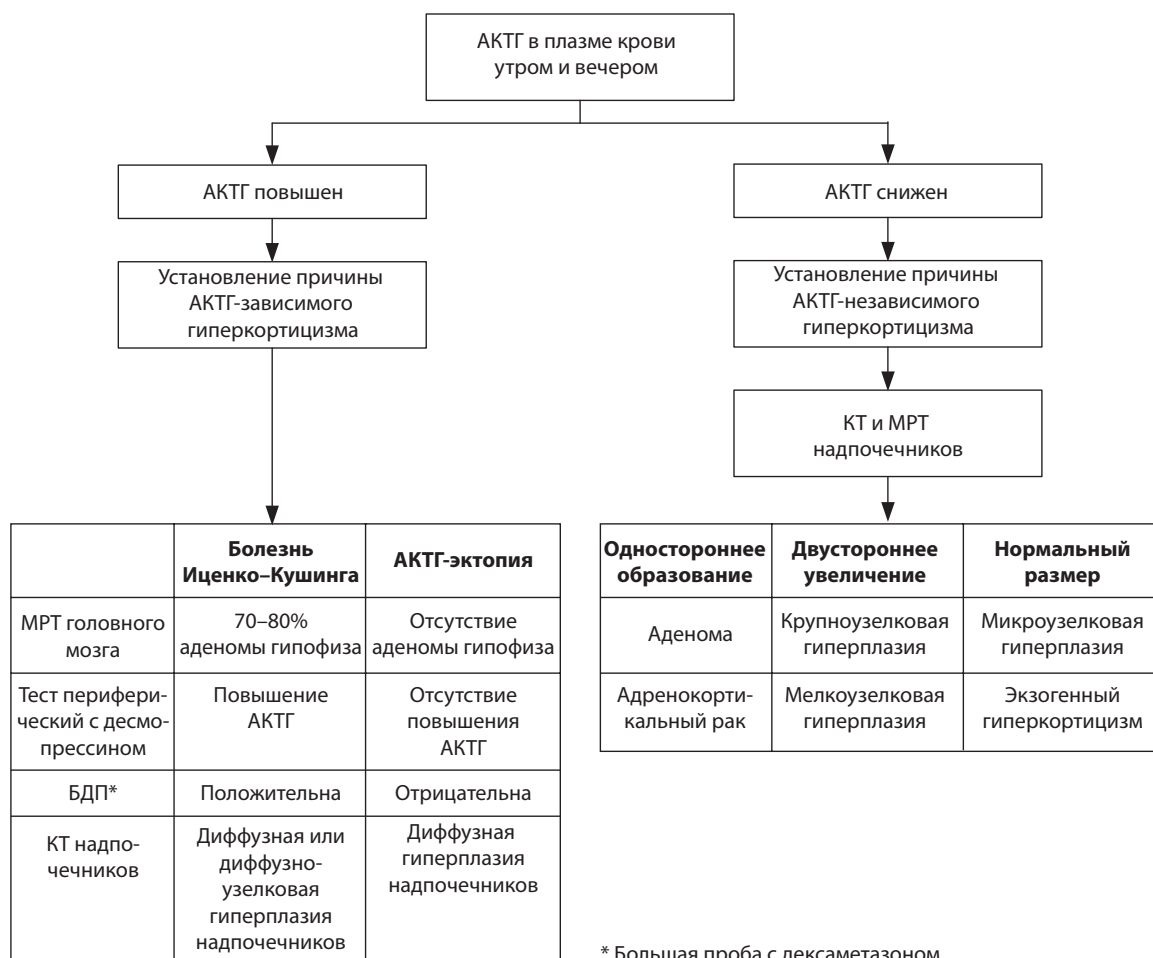 АКТГ в плазме крови
утром и вечером
АКТГ повышен
АКТГ снижен
Установление причины
АКТГ-зависимого
гиперкортицизма
Установление причины
АКТГ-независимого
гиперкортицизма
КТ и МРТ
надпочечников
Болезнь
Иценко–Кушинга
АКТГ-эктопия
МРТ головного
мозга
70–80%
аденомы гипофиза
Отсутствие
аденомы гипофиза
Тест перифери-
ческий с десмо-
прессином
Повышение
АКТГ
Отсутствие
повышения
АКТГ
БДП*
Положительна
Отрицательна
КТ надпо-
чечников
Диффузная или
диффузно-
узелковая
гиперплазия
надпочечников
Диффузная
гиперплазия
надпочечников
Одностороннее
образование
Двустороннее
увеличение
Нормальный
размер
Аденома
Крупноузелковая
гиперплазия
Микроузелковая
гиперплазия
Адренокорти-
кальный рак
Мелкоузелковая
гиперплазия
Экзогенный
гиперкортицизм
* Большая проба с дексаметазоном